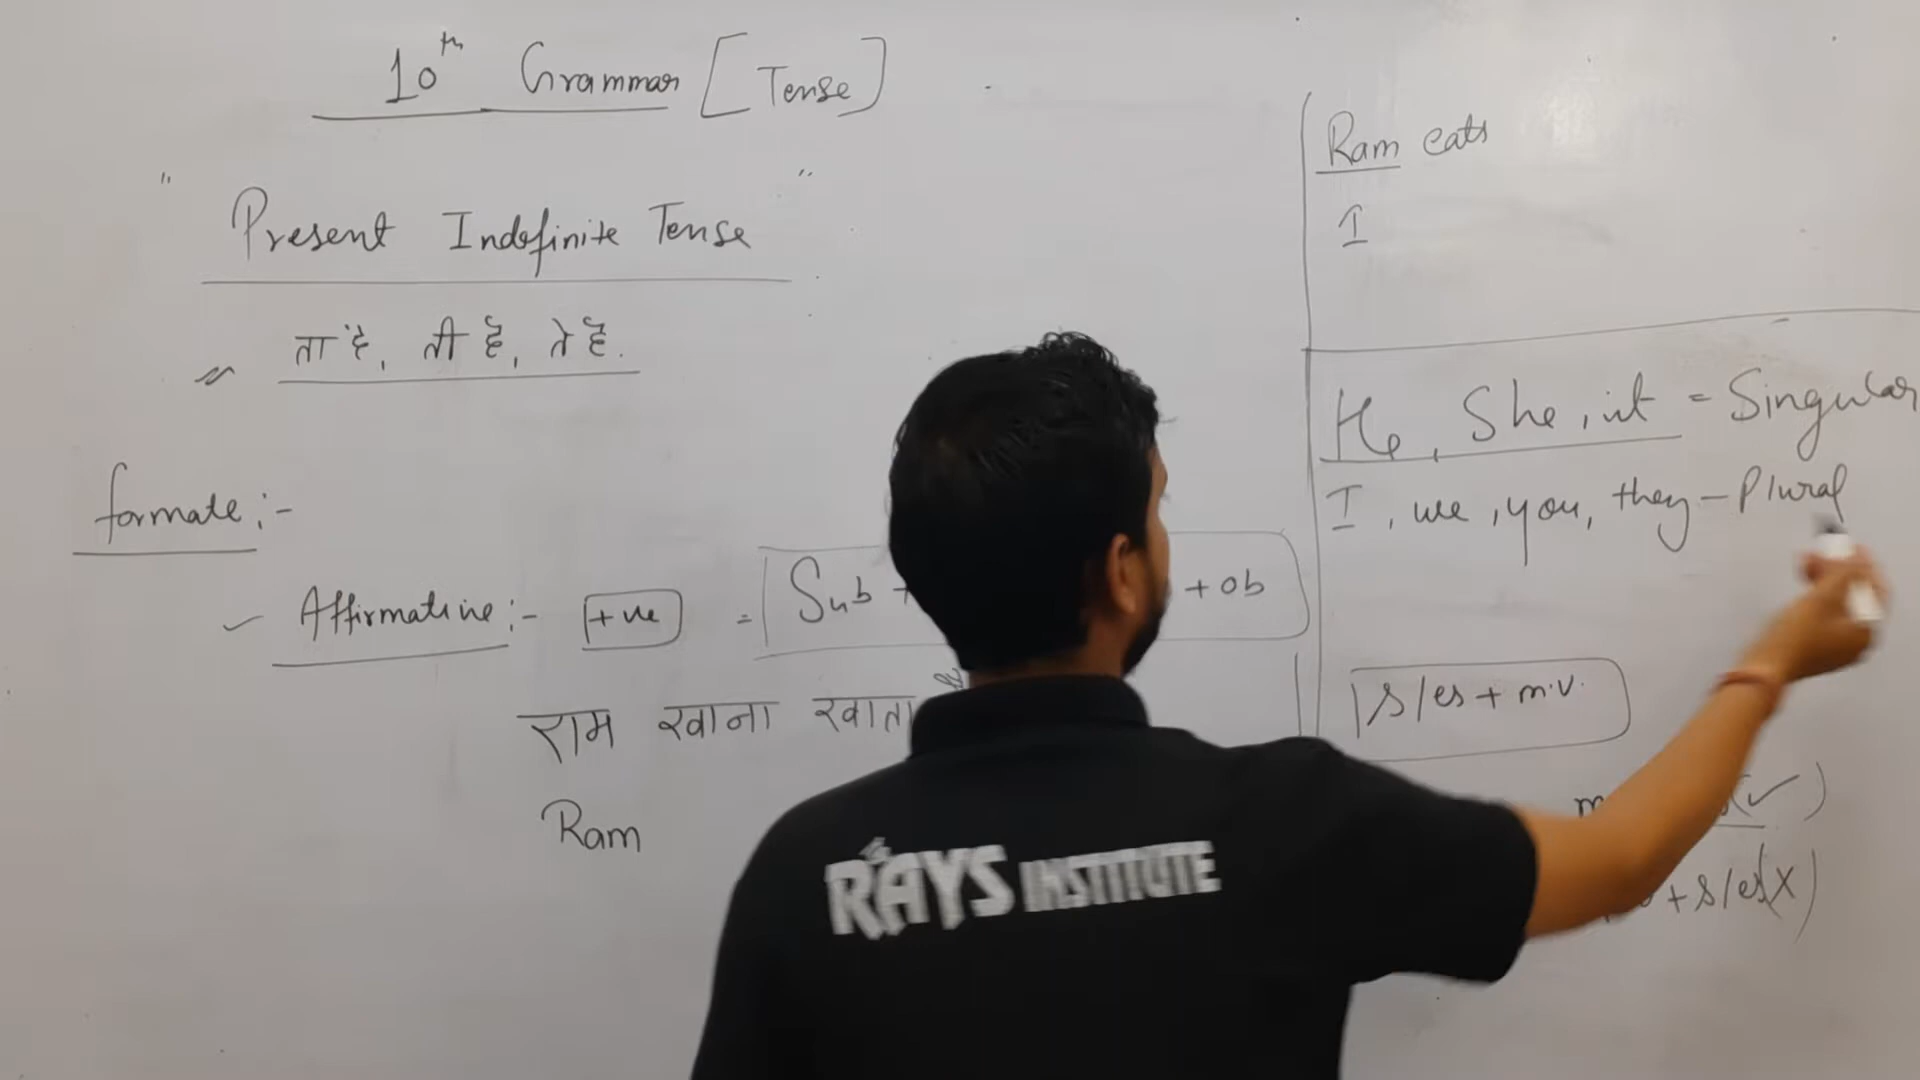 10th Grammar [Tense]
" Present Indefinite Tense "
ता है, ती है, ते है.
formate :-
Affirmative :- +ve = Sub + + ob
राम खाना खाता
Ram
Ram eats
I
He, She, it = Singular
I, we, you, they - Plural
s/es + m.v.
(✓)
+ s/es (X)
RAYS INSTITUTE